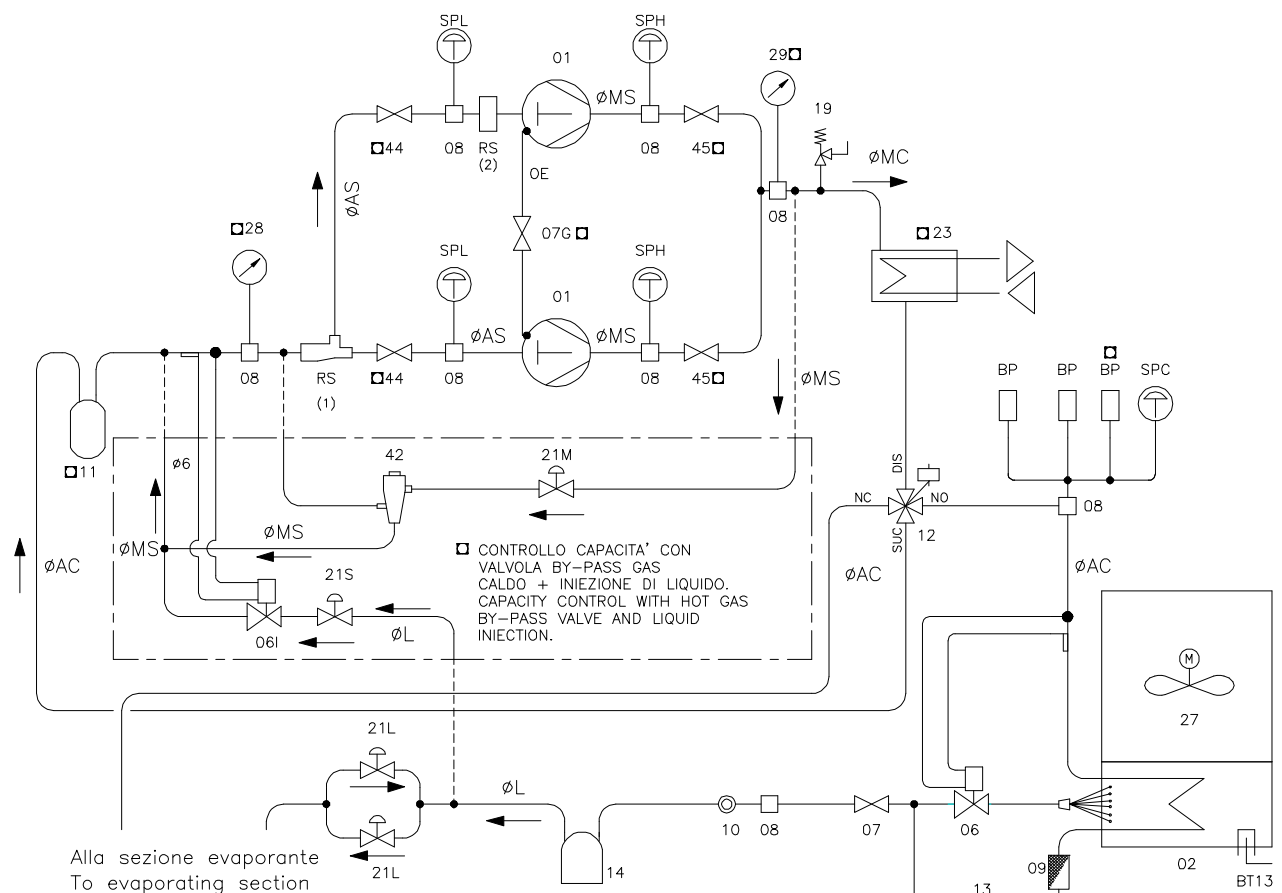 SPL
SPH
01
29
19
ØMS
ØMC
44
08
RS
(2)
08
45
OE
08
ØAS
28
07G
23
SPL
SPH
01
ØAS
ØMS
08
RS
(1)
44
08
08
45
ØMS
BP
BP
BP
SPC
11
ø6
42
21M
DIS
NC
NO
08
SUC
12
ØMS
ØMS
ØAC
ØAC
ØAC
CONTROLLO CAPACITA' CON
VALVOLA BY-PASS GAS
CALDO + INIEZIONE DI LIQUIDO.
CAPACITY CONTROL WITH HOT GAS
BY-PASS VALVE AND LIQUID
INIECTION.
21S
06I
ØL
M
27
21L
ØL
10
08
07
06
21L
14
09
02
13
BT13
Alla sezione evaporante
To evaporating section